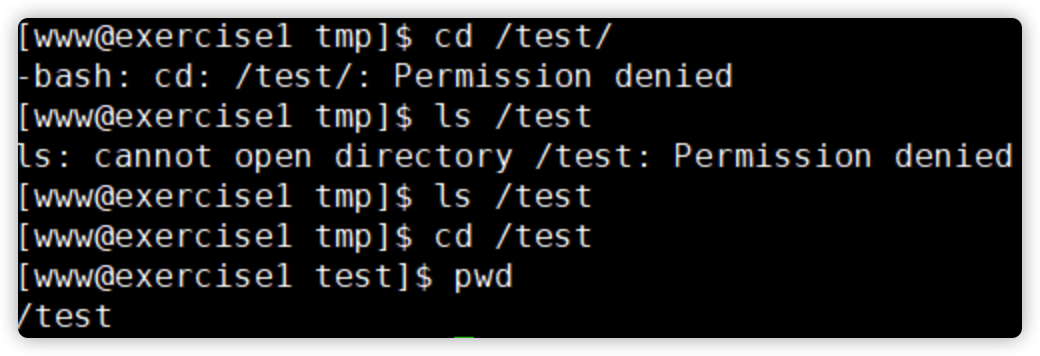 [www@exercise1 tmp]$ cd /test/
-bash: cd: /test/: Permission denied
[www@exercise1 tmp]$ ls /test
ls: cannot open directory /test: Permission denied
[www@exercise1 tmp]$ ls /test
[www@exercise1 tmp]$ cd /test
[www@exercise1 test]$ pwd
/test